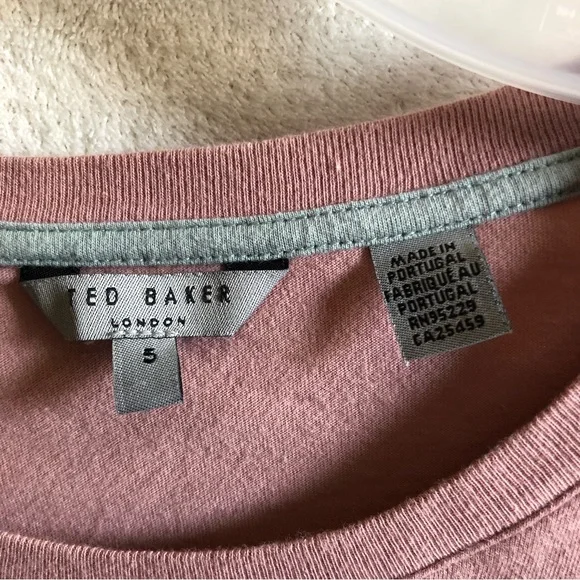 TED BAKER
LONDON
5
MADE IN
PORTUGAL
FABRIQUÉ AU
PORTUGAL
RN95229
CA25459